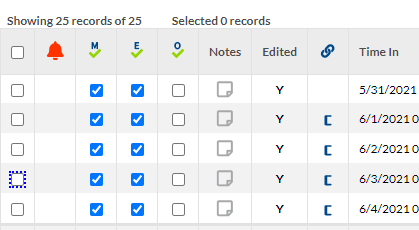 Showing 25 records of 25 Selected 0 records
M E O Notes Edited Time In
Y 5/31/2021
Y 6/1/2021 0
Y 6/2/2021 0
Y 6/3/2021 0
Y 6/4/2021 0